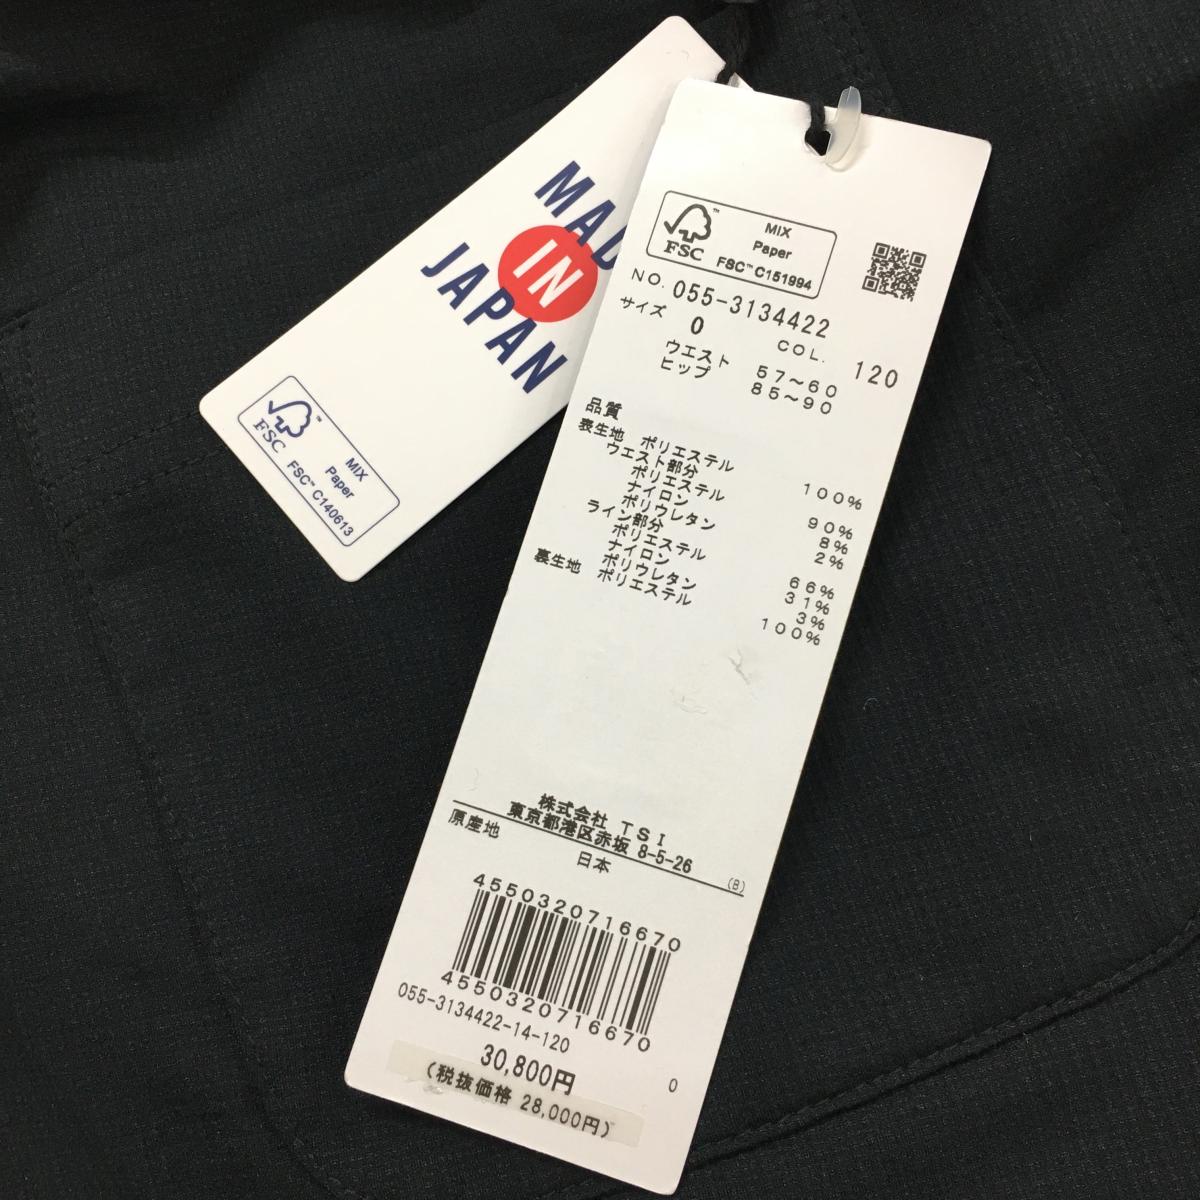 MAD
IN
JAPAN
FSC™
MIX
Paper
FSC™ C140613
FSC™
MIX
Paper
FSC™ C151994
NO. 055-3134422
サイズ 0 COL. 120
ウエスト 57～60
ヒップ 85～90
品質
表生地 ポリエステル 100%
ウエスト部分
ポリエステル 90%
ナイロン 8%
ポリウレタン 2%
ライン部分
ポリエステル 66%
ナイロン 31%
ポリウレタン 3%
裏生地 ポリエステル 100%
株式会社 TSI
東京都港区赤坂 8-5-26
(B)
原産地 日本
4550320716670
4550320716670
055-3134422-14-120
30,800円 0
(税抜価格 28,000円)